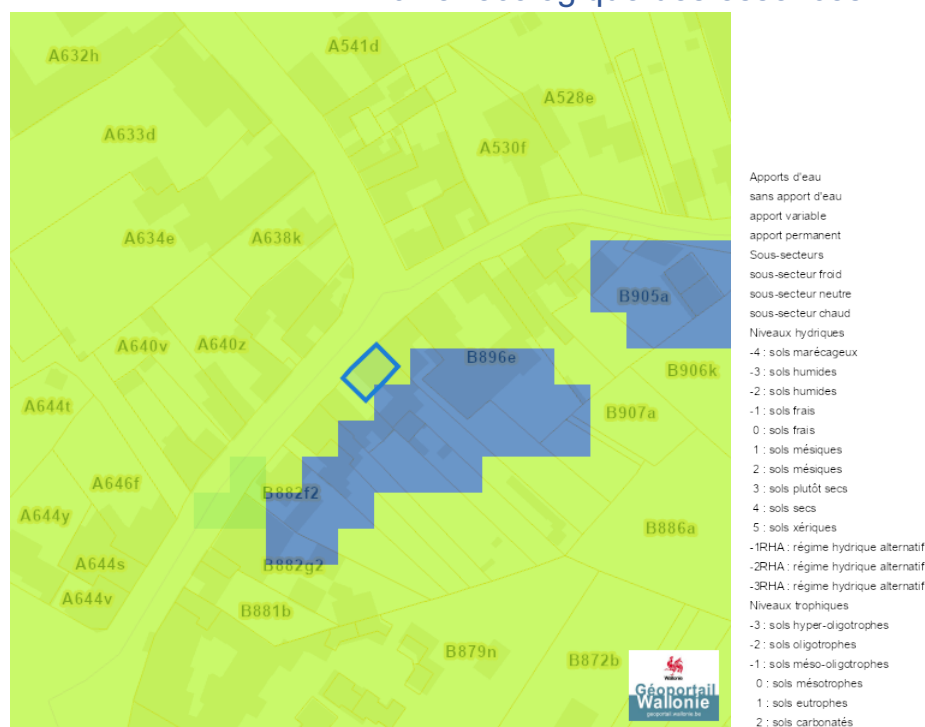 A632h
A541d
A528e
A633d
A530f
A634e
A638k
B905a
A640v
A640z
B896e
B906k
A644t
B907a
A646f
B882f2
A644y
B886a
A644s
B882g2
A644v
B881b
B879n
B872b
Wallonie
Géoportail
Wallonie
geoportail.wallonie.be
Apports d'eau
sans apport d'eau
apport variable
apport permanent
Sous-secteurs
sous-secteur froid
sous-secteur neutre
sous-secteur chaud
Niveaux hydriques
-4 : sols marécageux
-3 : sols humides
-2 : sols humides
-1 : sols frais
0 : sols frais
1 : sols mésiques
2 : sols mésiques
3 : sols plutôt secs
4 : sols secs
5 : sols xériques
-1RHA : régime hydrique alternatif
-2RHA : régime hydrique alternatif
-3RHA : régime hydrique alternatif
Niveaux trophiques
-3 : sols hyper-oligotrophes
-2 : sols oligotrophes
-1 : sols méso-oligotrophes
0 : sols mésotrophes
1 : sols eutrophes
2 : sols carbonatés